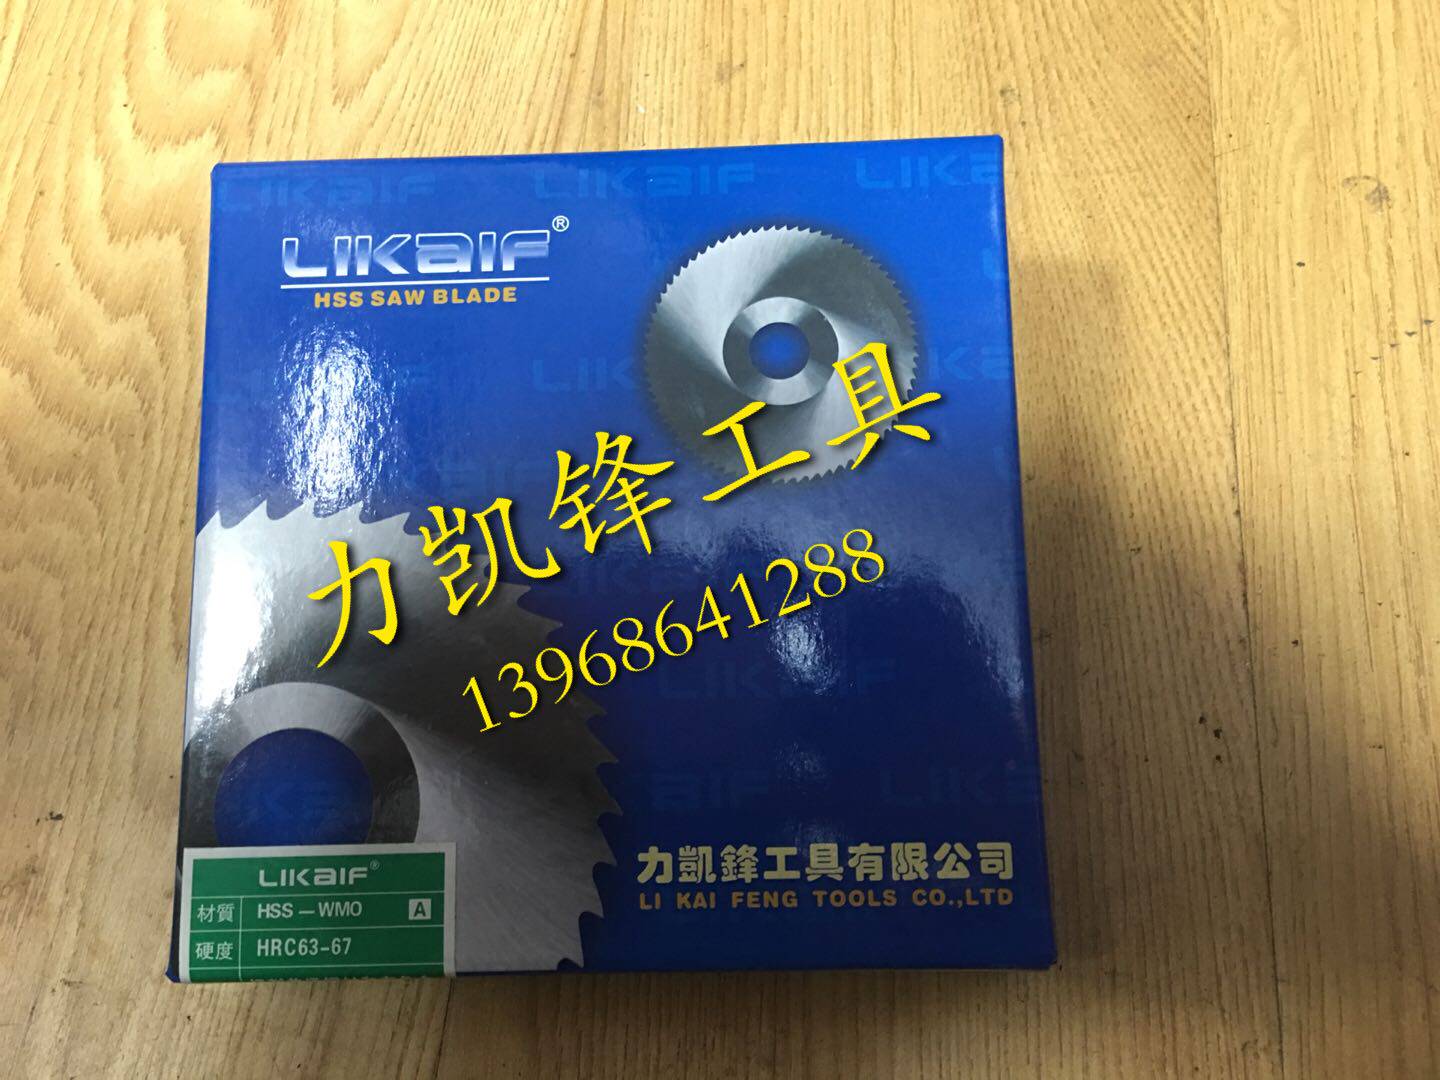 LIKaIF®
HSS SAW BLADE
力凯锋工具
13968641288
力凱鋒工具有限公司
LI KAI FENG TOOLS CO.,LTD
LIKaIF®
材質 HSS—WMO A
硬度 HRC63-67